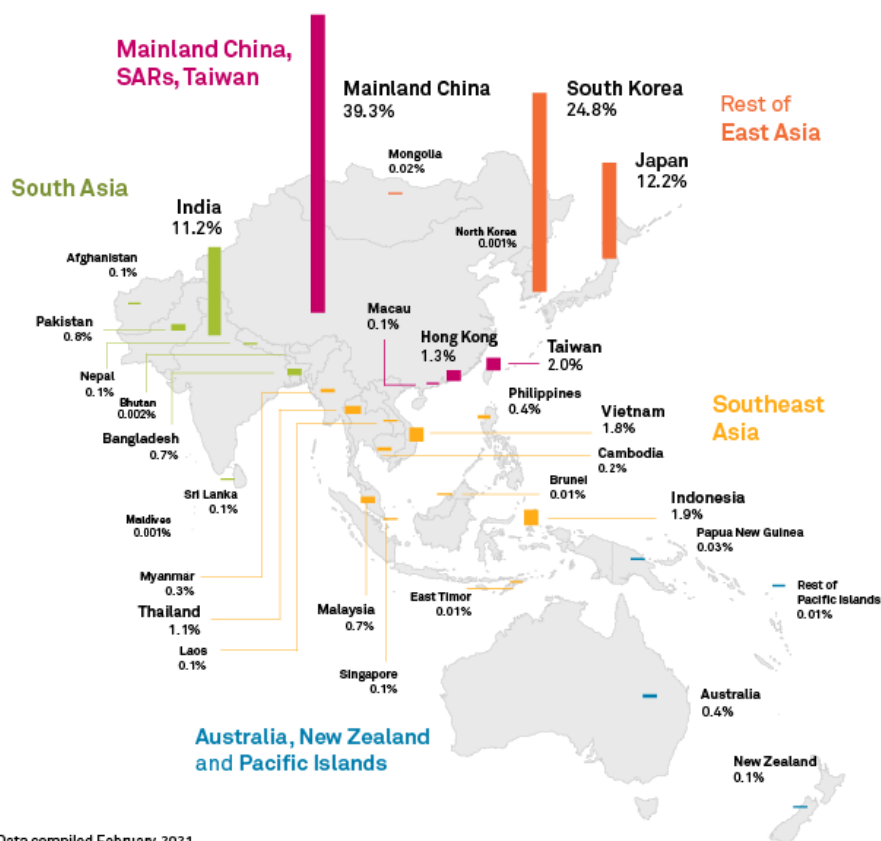 Mainland China,
SARs, Taiwan
Mainland China
39.3%
South Korea
24.8%
Rest of
East Asia
Mongolia
0.02%
Japan
12.2%
South Asia
India
11.2%
North Korea
0.001%
Afghanistan
0.1%
Pakistan
0.8%
Macau
0.1%
Hong Kong
1.3%
Taiwan
2.0%
Nepal
0.1%
Bhutan
0.002%
Bangladesh
0.7%
Philippines
0.4%
Vietnam
1.8%
Southeast
Asia
Cambodia
0.2%
Brunei
0.01%
Sri Lanka
0.1%
Indonesia
1.9%
Maldives
0.001%
Papua New Guinea
0.03%
Myanmar
0.3%
Thailand
1.1%
Malaysia
0.7%
East Timor
0.01%
Rest of
Pacific Islands
0.01%
Laos
0.1%
Singapore
0.1%
Australia
0.4%
Australia, New Zealand
and Pacific Islands
New Zealand
0.1%
Data compiled February 2021